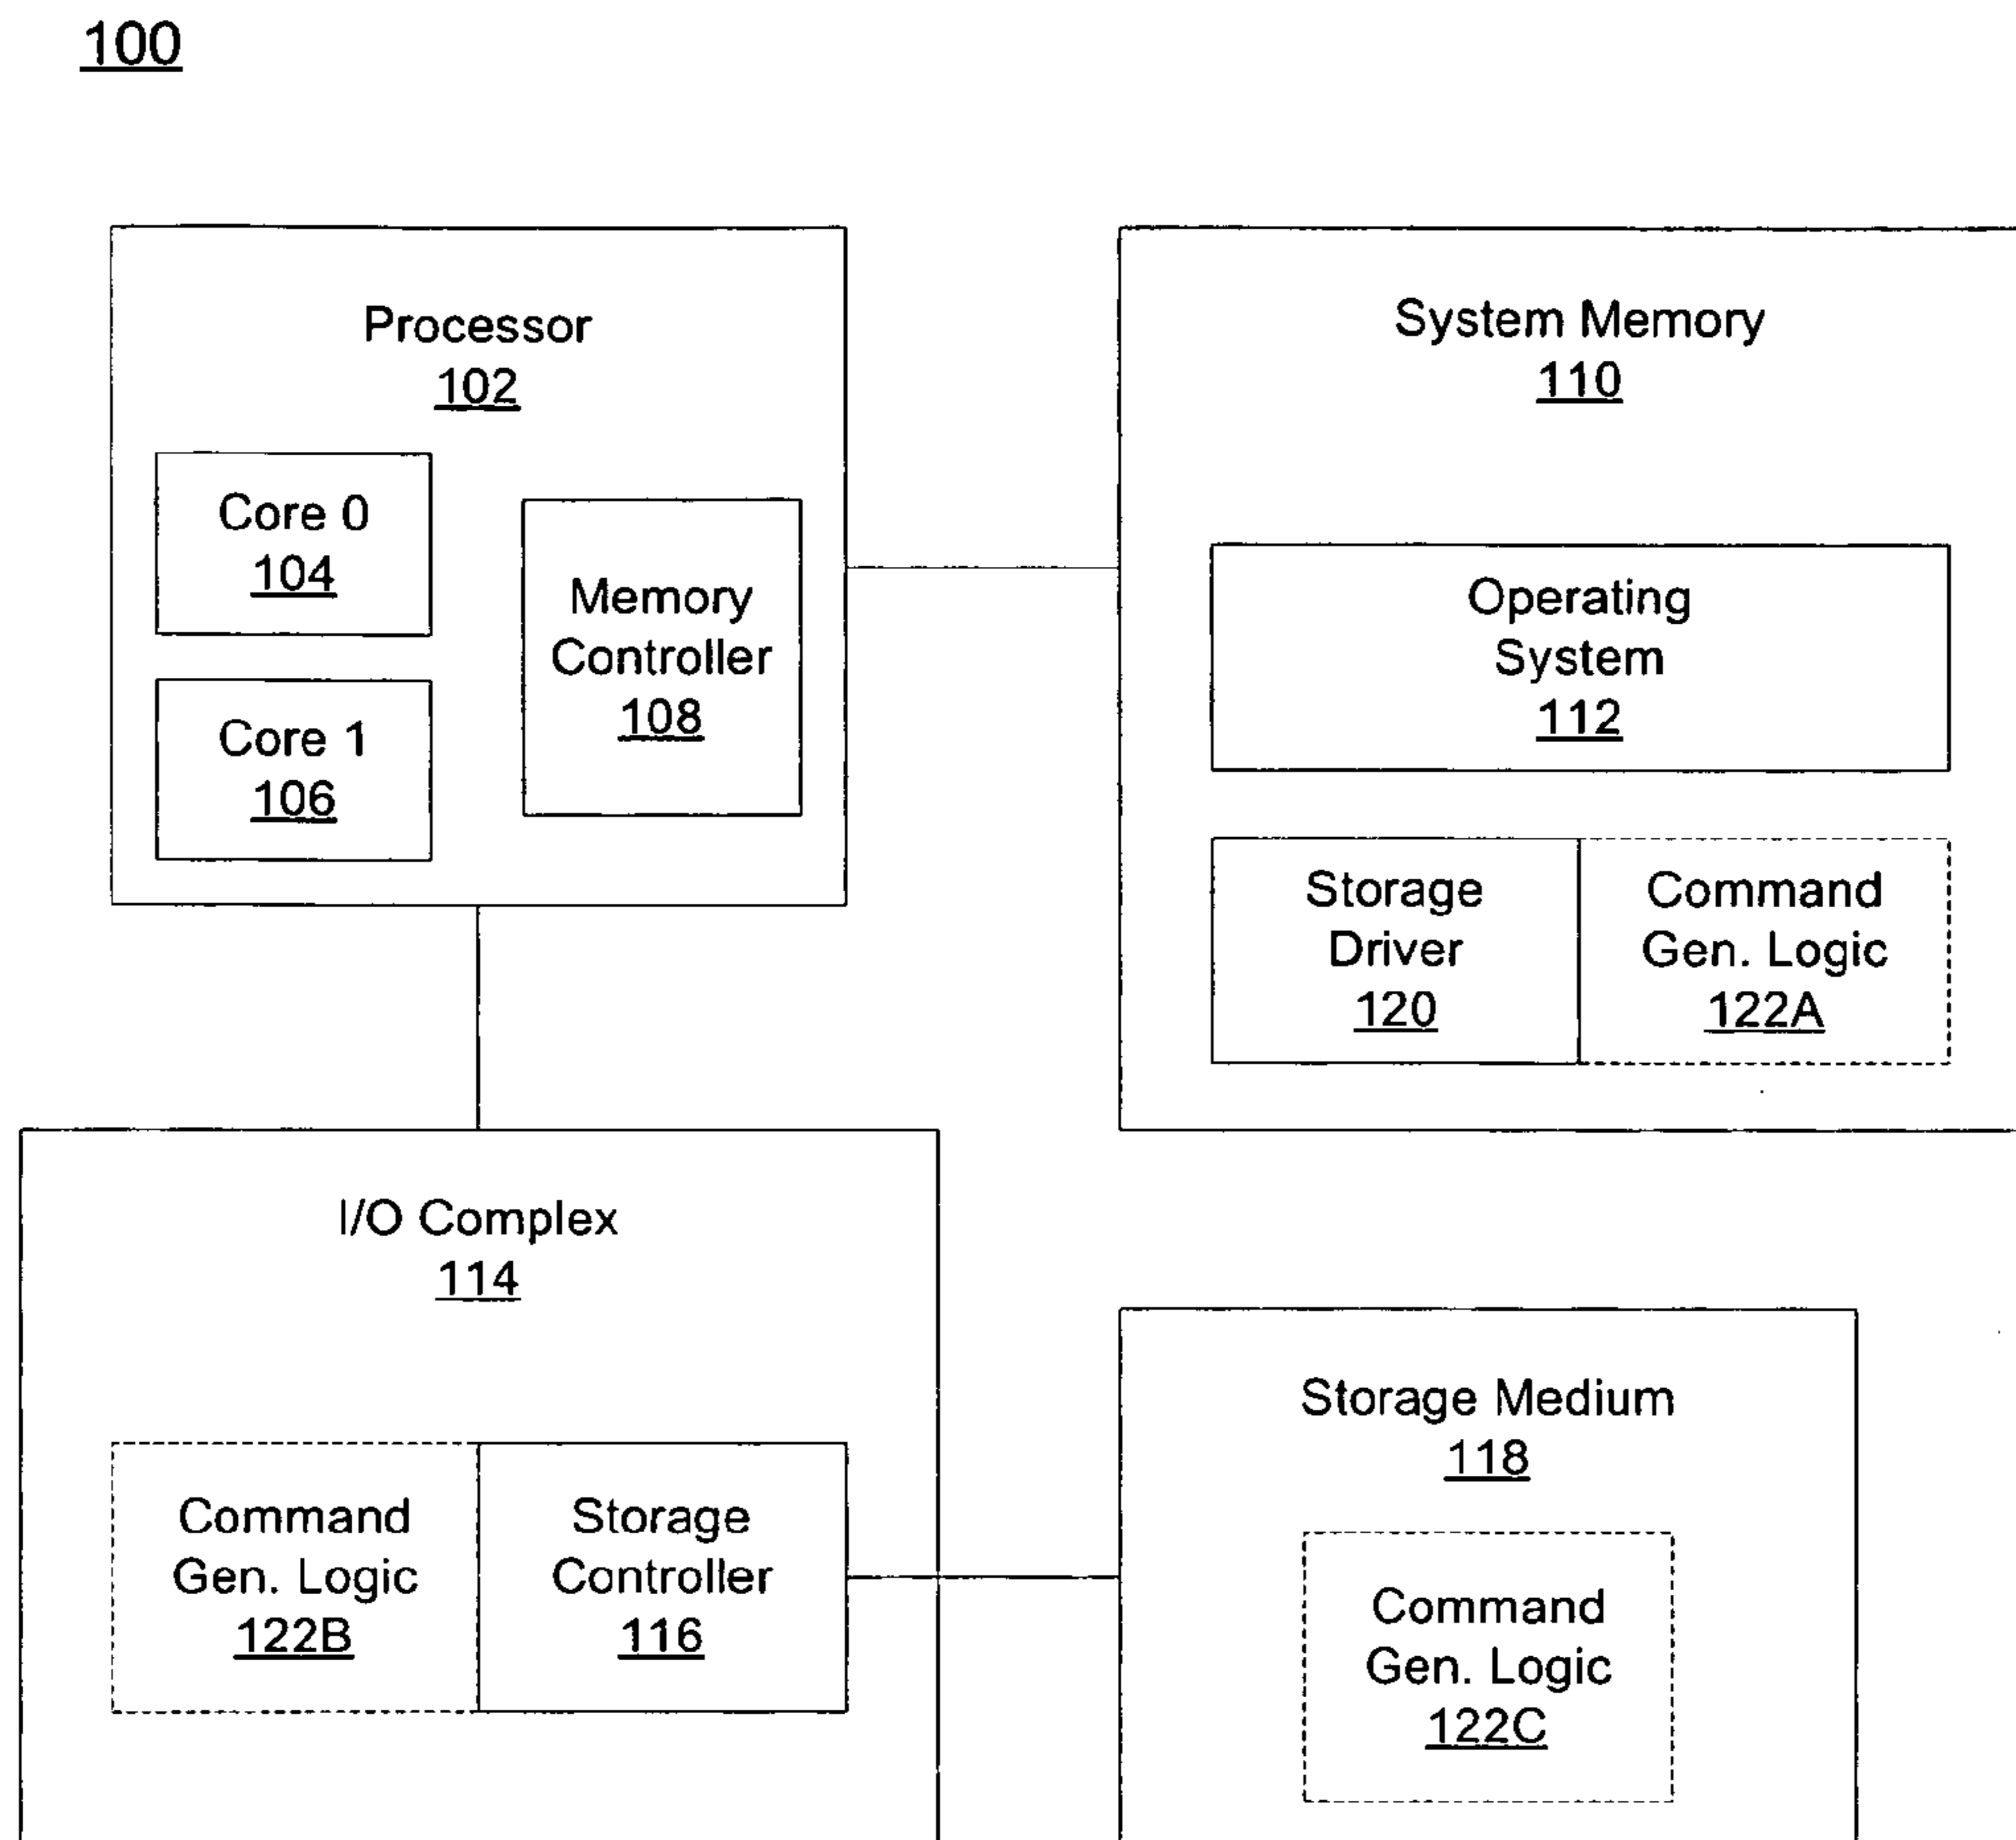 100
Processor
102
Core 0
104
Core 1
106
Memory
Controller
108
System Memory
110
Operating
System
112
Storage
Driver
120
Command
Gen. Logic
122A
I/O Complex
114
Command
Gen. Logic
122B
Storage
Controller
116
Storage Medium
118
Command
Gen. Logic
122C